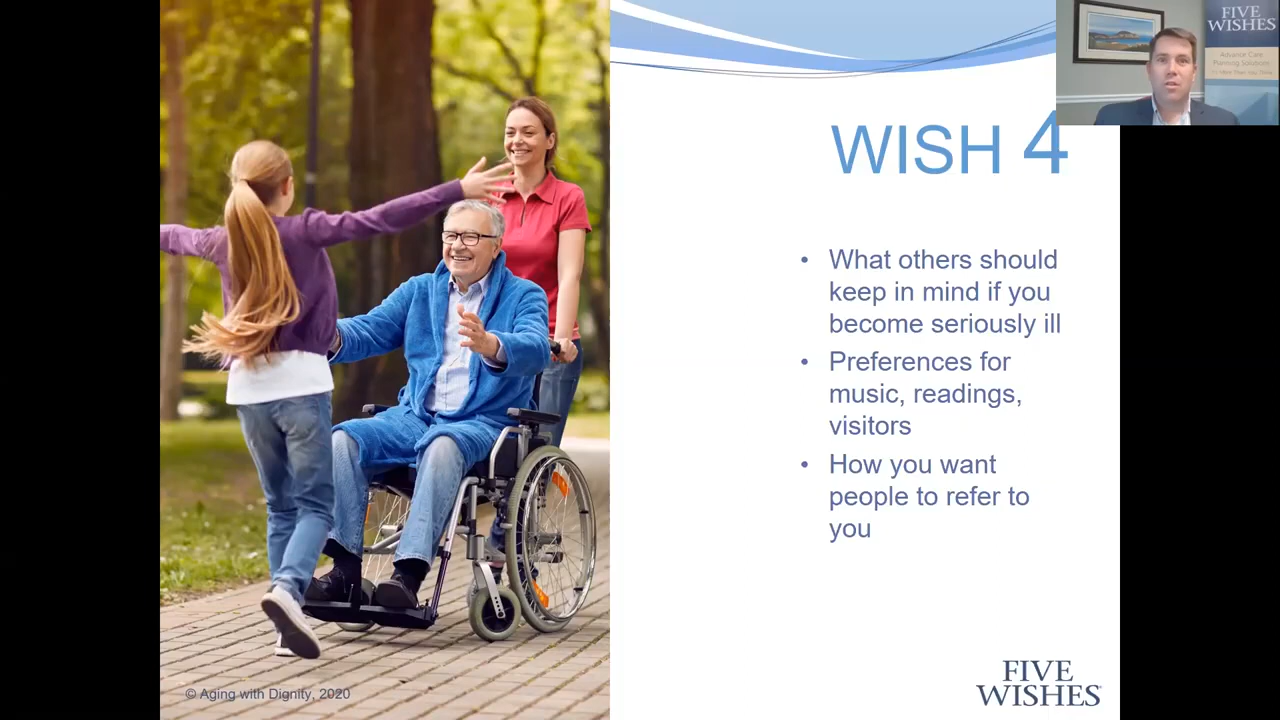 FIVE
WISHES
Advance Care
Planning Solutions
WISH 4
• What others should
keep in mind if you
become seriously ill
• Preferences for
music, readings,
visitors
• How you want
people to refer to
you
FIVE
WISHES
© Aging with Dignity, 2020